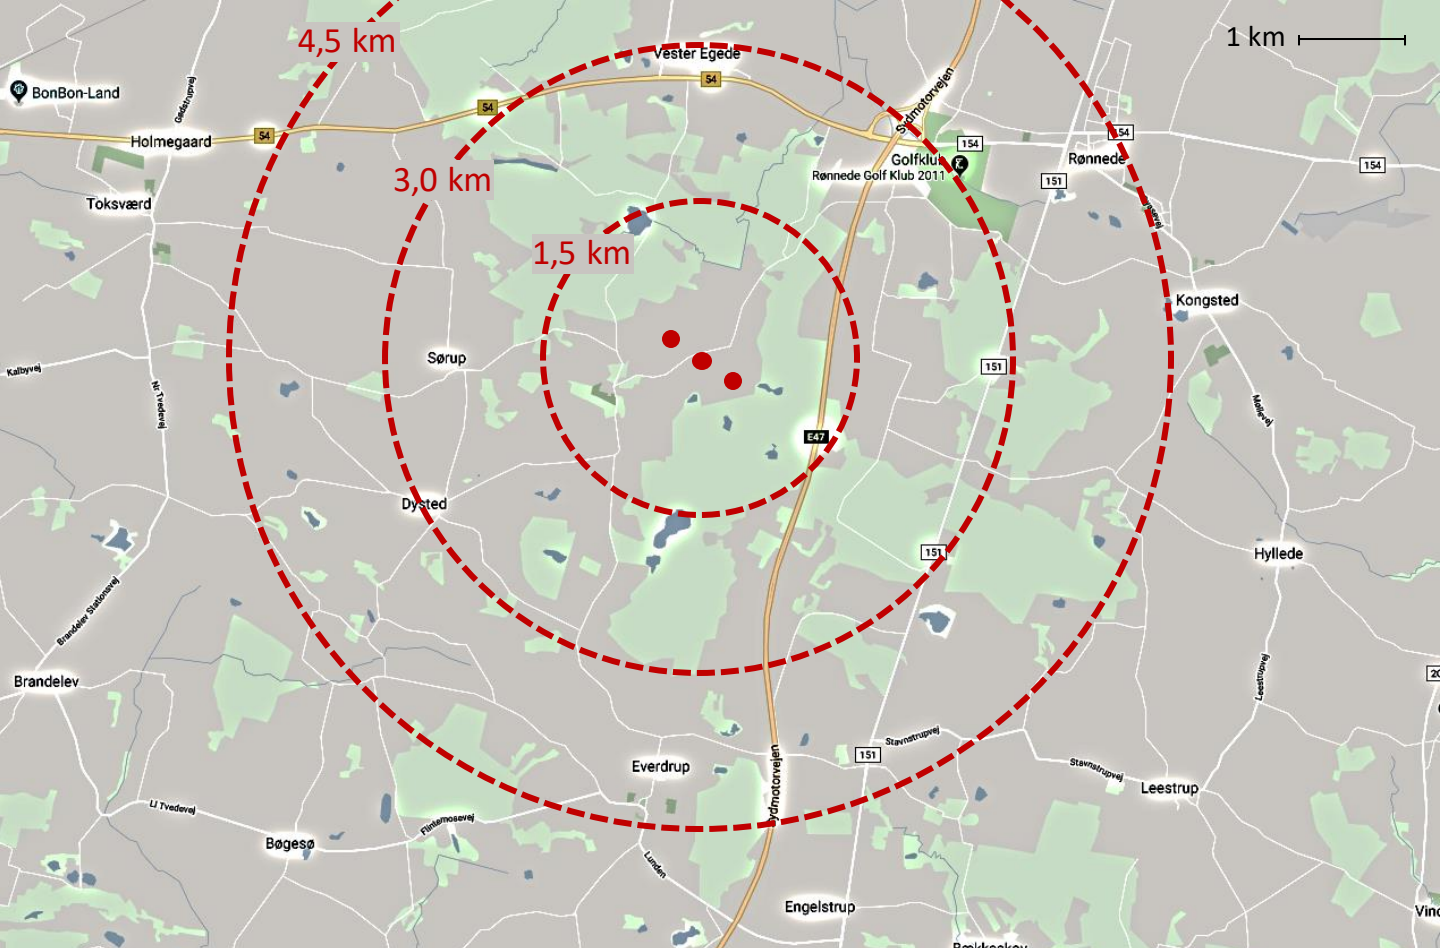 4,5 km
1 km
Vester Egede
BonBon-Land
Gødstrupvej
54
54
54
Sydmotorvejen
Holmegaard
154
154
154
Golfklub
Rønnede Golf Klub 2011
Rønnede
151
3,0 km
Toksværd
1,5 km
Kongsted
Sørup
Kalbyvej
Nr Tvedevej
151
Møllevej
E47
Dysted
Hyllede
151
Brandelev Stationsvej
Brandelev
Leestrupvej
20
Stavnstrupvej
151
Sydmotorvejen
Everdrup
Stavnstrupvej
Leestrup
Ll Tvedevej
Flintemosevej
Bøgesø
Lunden
Engelstrup